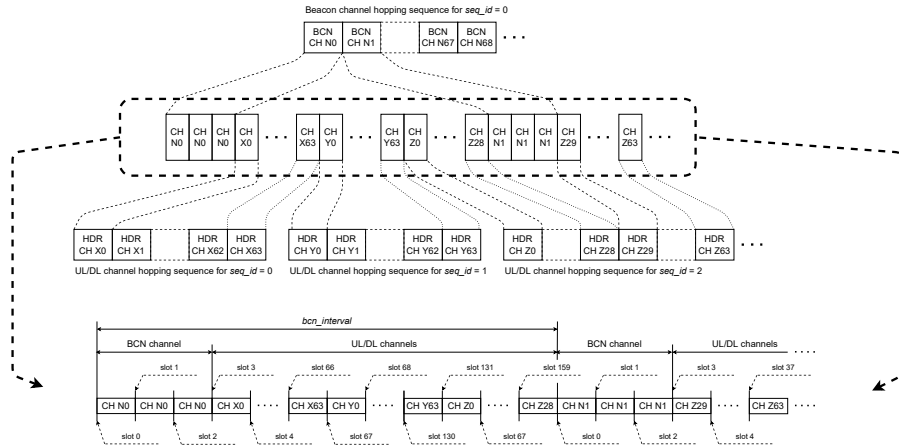 Beacon channel hopping sequence for seq_id = 0
BCN CH N0 BCN CH N1 BCN CH N67 BCN CH N68 ...
CH N0 CH N0 CH N0 CH X0 ... CH X63 CH Y0 ... CH Y63 CH Z0 ... CH Z28 CH N1 CH N1 CH N1 CH Z29 ... CH Z63 ...
HDR CH X0 HDR CH X1 HDR CH X62 HDR CH X63 HDR CH Y0 HDR CH Y1 HDR CH Y62 HDR CH Y63 HDR CH Z0 HDR CH Z28 HDR CH Z29 HDR CH Z63 ...
UL/DL channel hopping sequence for seq_id = 0 UL/DL channel hopping sequence for seq_id = 1 UL/DL channel hopping sequence for seq_id = 2
bcn_interval
BCN channel UL/DL channels BCN channel UL/DL channels ....
slot 1 slot 3 slot 66 slot 68 slot 131 slot 159 slot 1 slot 3 slot 37
CH N0 CH N0 CH N0 CH X0 .... CH X63 CH Y0 .... CH Y63 CH Z0 .... CH Z28 CH N1 CH N1 CH N1 CH Z29 .... CH Z63 ....
slot 0 slot 2 slot 4 slot 67 slot 130 slot 67 slot 0 slot 2 slot 4